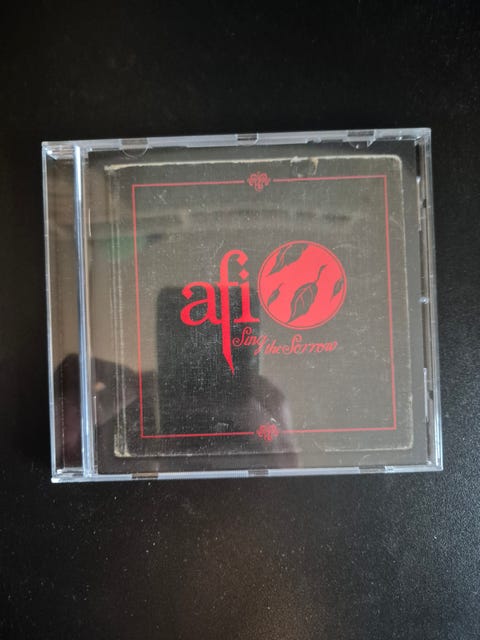 afi
Sing the Sorrow